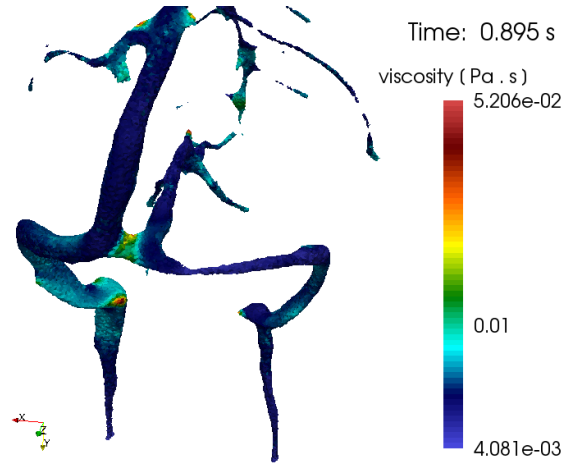 Time: 0.895 s
viscosity ( Pa . s )
5.206e-02
0.01
4.081e-03
X
Z
Y